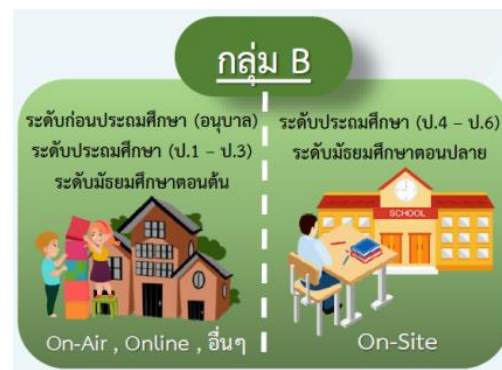 กลุ่ม B
ระดับก่อนประถมศึกษา (อนุบาล)
ระดับประถมศึกษา (ป.1 – ป.3)
ระดับมัธยมศึกษาตอนต้น
On-Air , Online , อื่นๆ
ระดับประถมศึกษา (ป.4 – ป.6)
ระดับมัธยมศึกษาตอนปลาย
SCHOOL
On-Site